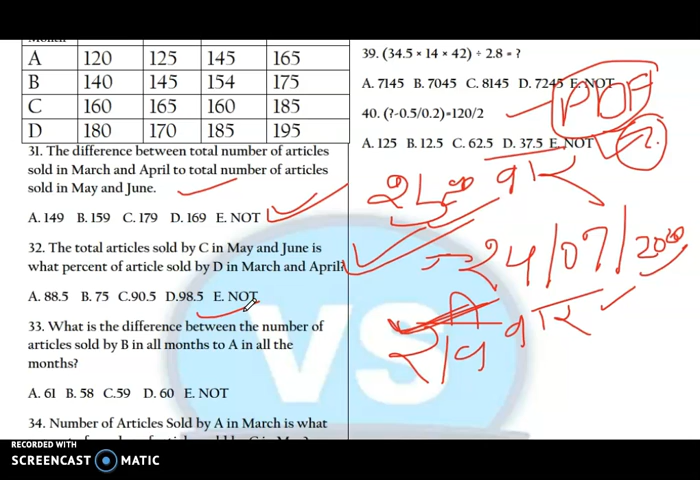 Month
A 120 125 145 165
B 140 145 154 175
C 160 165 160 185
D 180 170 185 195
31. The difference between total number of articles
sold in March and April to total number of articles
sold in May and June.
A. 149 B. 159 C. 179 D. 169 E. NOT
32. The total articles sold by C in May and June is
what percent of article sold by D in March and April?
A. 88.5 B. 75 C.90.5 D.98.5 E. NOT
33. What is the difference between the number of
articles sold by B in all months to A in all the
months?
A. 61 B. 58 C.59 D. 60 E. NOT
34. Number of Articles Sold by A in March is what
39. (34.5 × 14 × 42) ÷ 2.8 = ?
A. 7145 B. 7045 C. 8145 D. 7245 E. NOT
40. (?-0.5/0.2)=120/2
A. 125 B. 12.5 C. 62.5 D. 37.5 E. NOT
PDF
2.
वार
24/07/2020
रवि वार
VS
RECORDED WITH
SCREENCAST MATIC